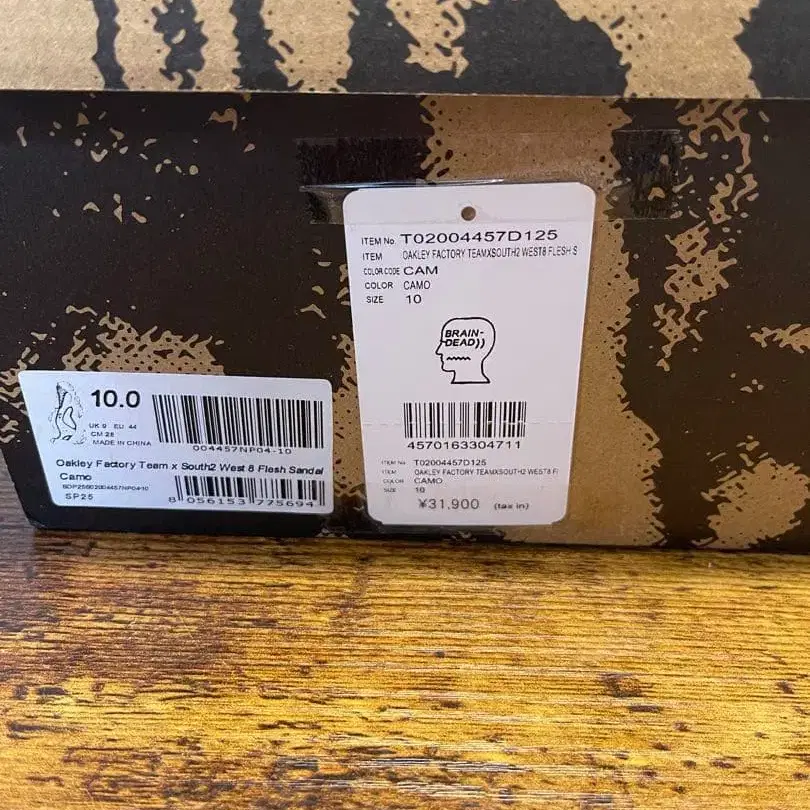 10.0
UK 9 EU 44
CM 28
MADE IN CHINA
004457NP04-10
Oakley Factory Team x South2 West 8 Flesh Sandal
Camo
SP25
8 056153 775694
ITEM No. T02004457D125
ITEM OAKLEY FACTORY TEAMXSOUTH2 WEST8 FLESH S
COLOR CODE CAM
COLOR CAMO
SIZE 10
BRAIN-
DEAD))
4570163304711
ITEM No. T02004457D125
ITEM OAKLEY FACTORY TEAMXSOUTH2 WEST8 FI
COLOR CAMO
SIZE 10
¥31,900 (tax in)